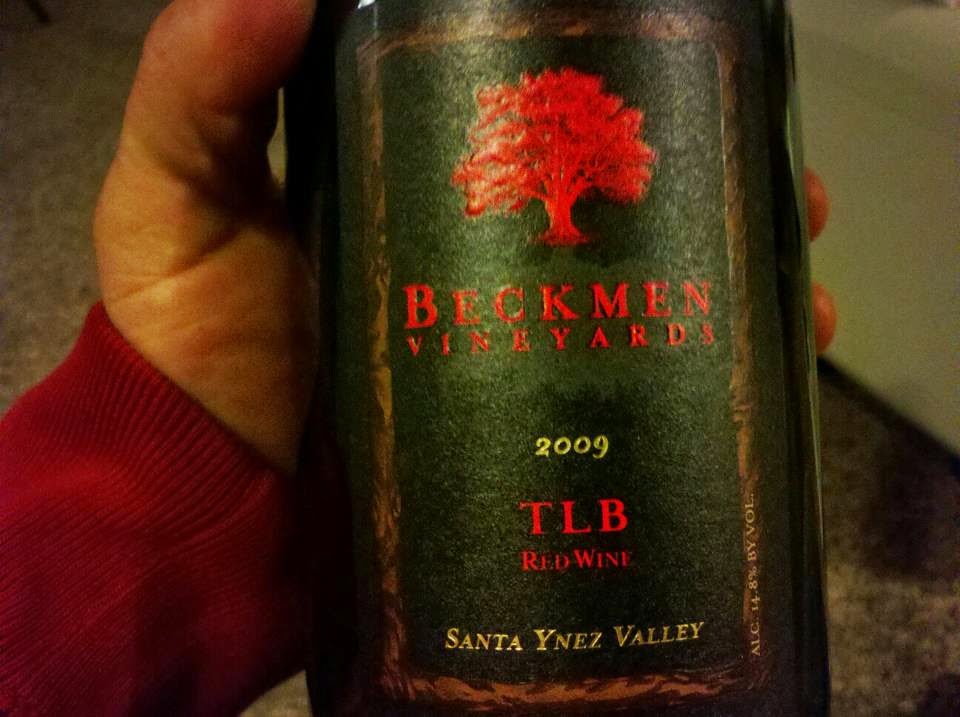 BECKMEN
VINEYARDS
2009
TLB
RED WINE
SANTA YNEZ VALLEY
ALC. 14.8% BY VOL.